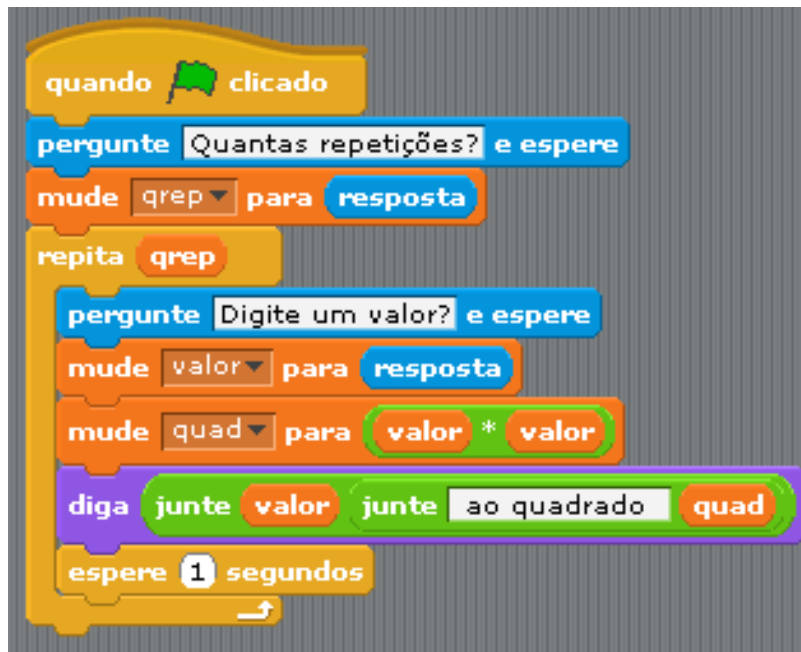 quando clicado
pergunte Quantas repetições? e espere
mude qrep para resposta
repita qrep
pergunte Digite um valor? e espere
mude valor para resposta
mude quad para valor * valor
diga junte valor junte ao quadrado quad
espere 1 segundos